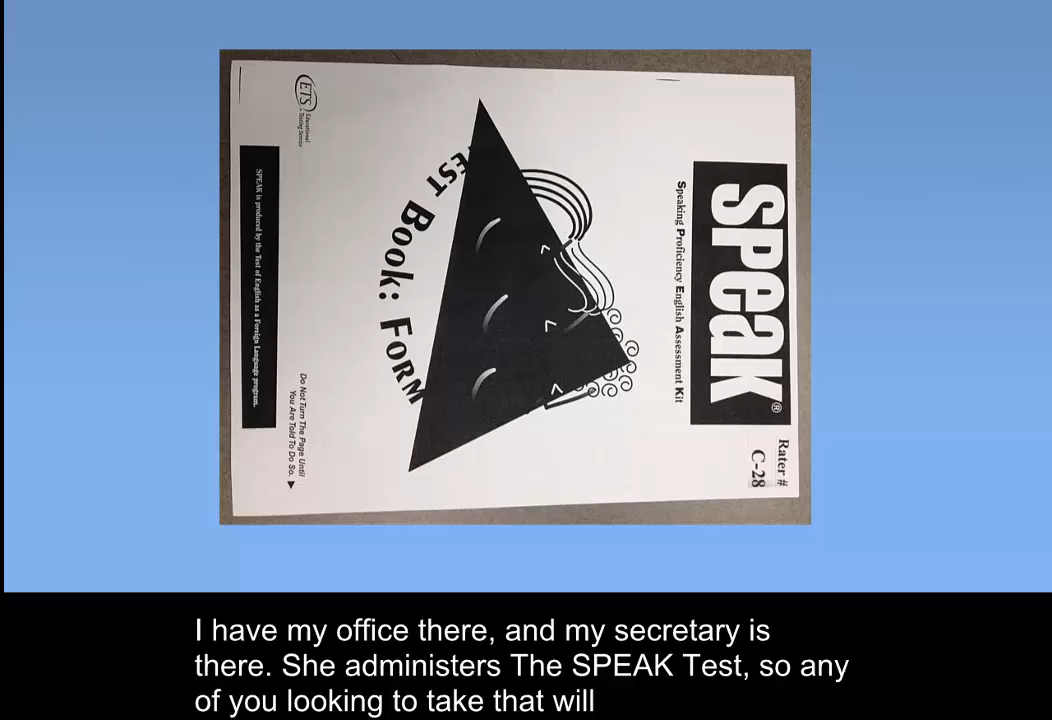 SPEAK®
Rater #
C-28
Speaking Proficiency English Assessment Kit
EST BOOK: FORM
Do Not Turn The Page Until
You Are Told To Do So. ▶
ETS Educational
Testing Service
SPEAK is produced by the Test of English as a Foreign Language program.
I have my office there, and my secretary is
there. She administers The SPEAK Test, so any
of you looking to take that will